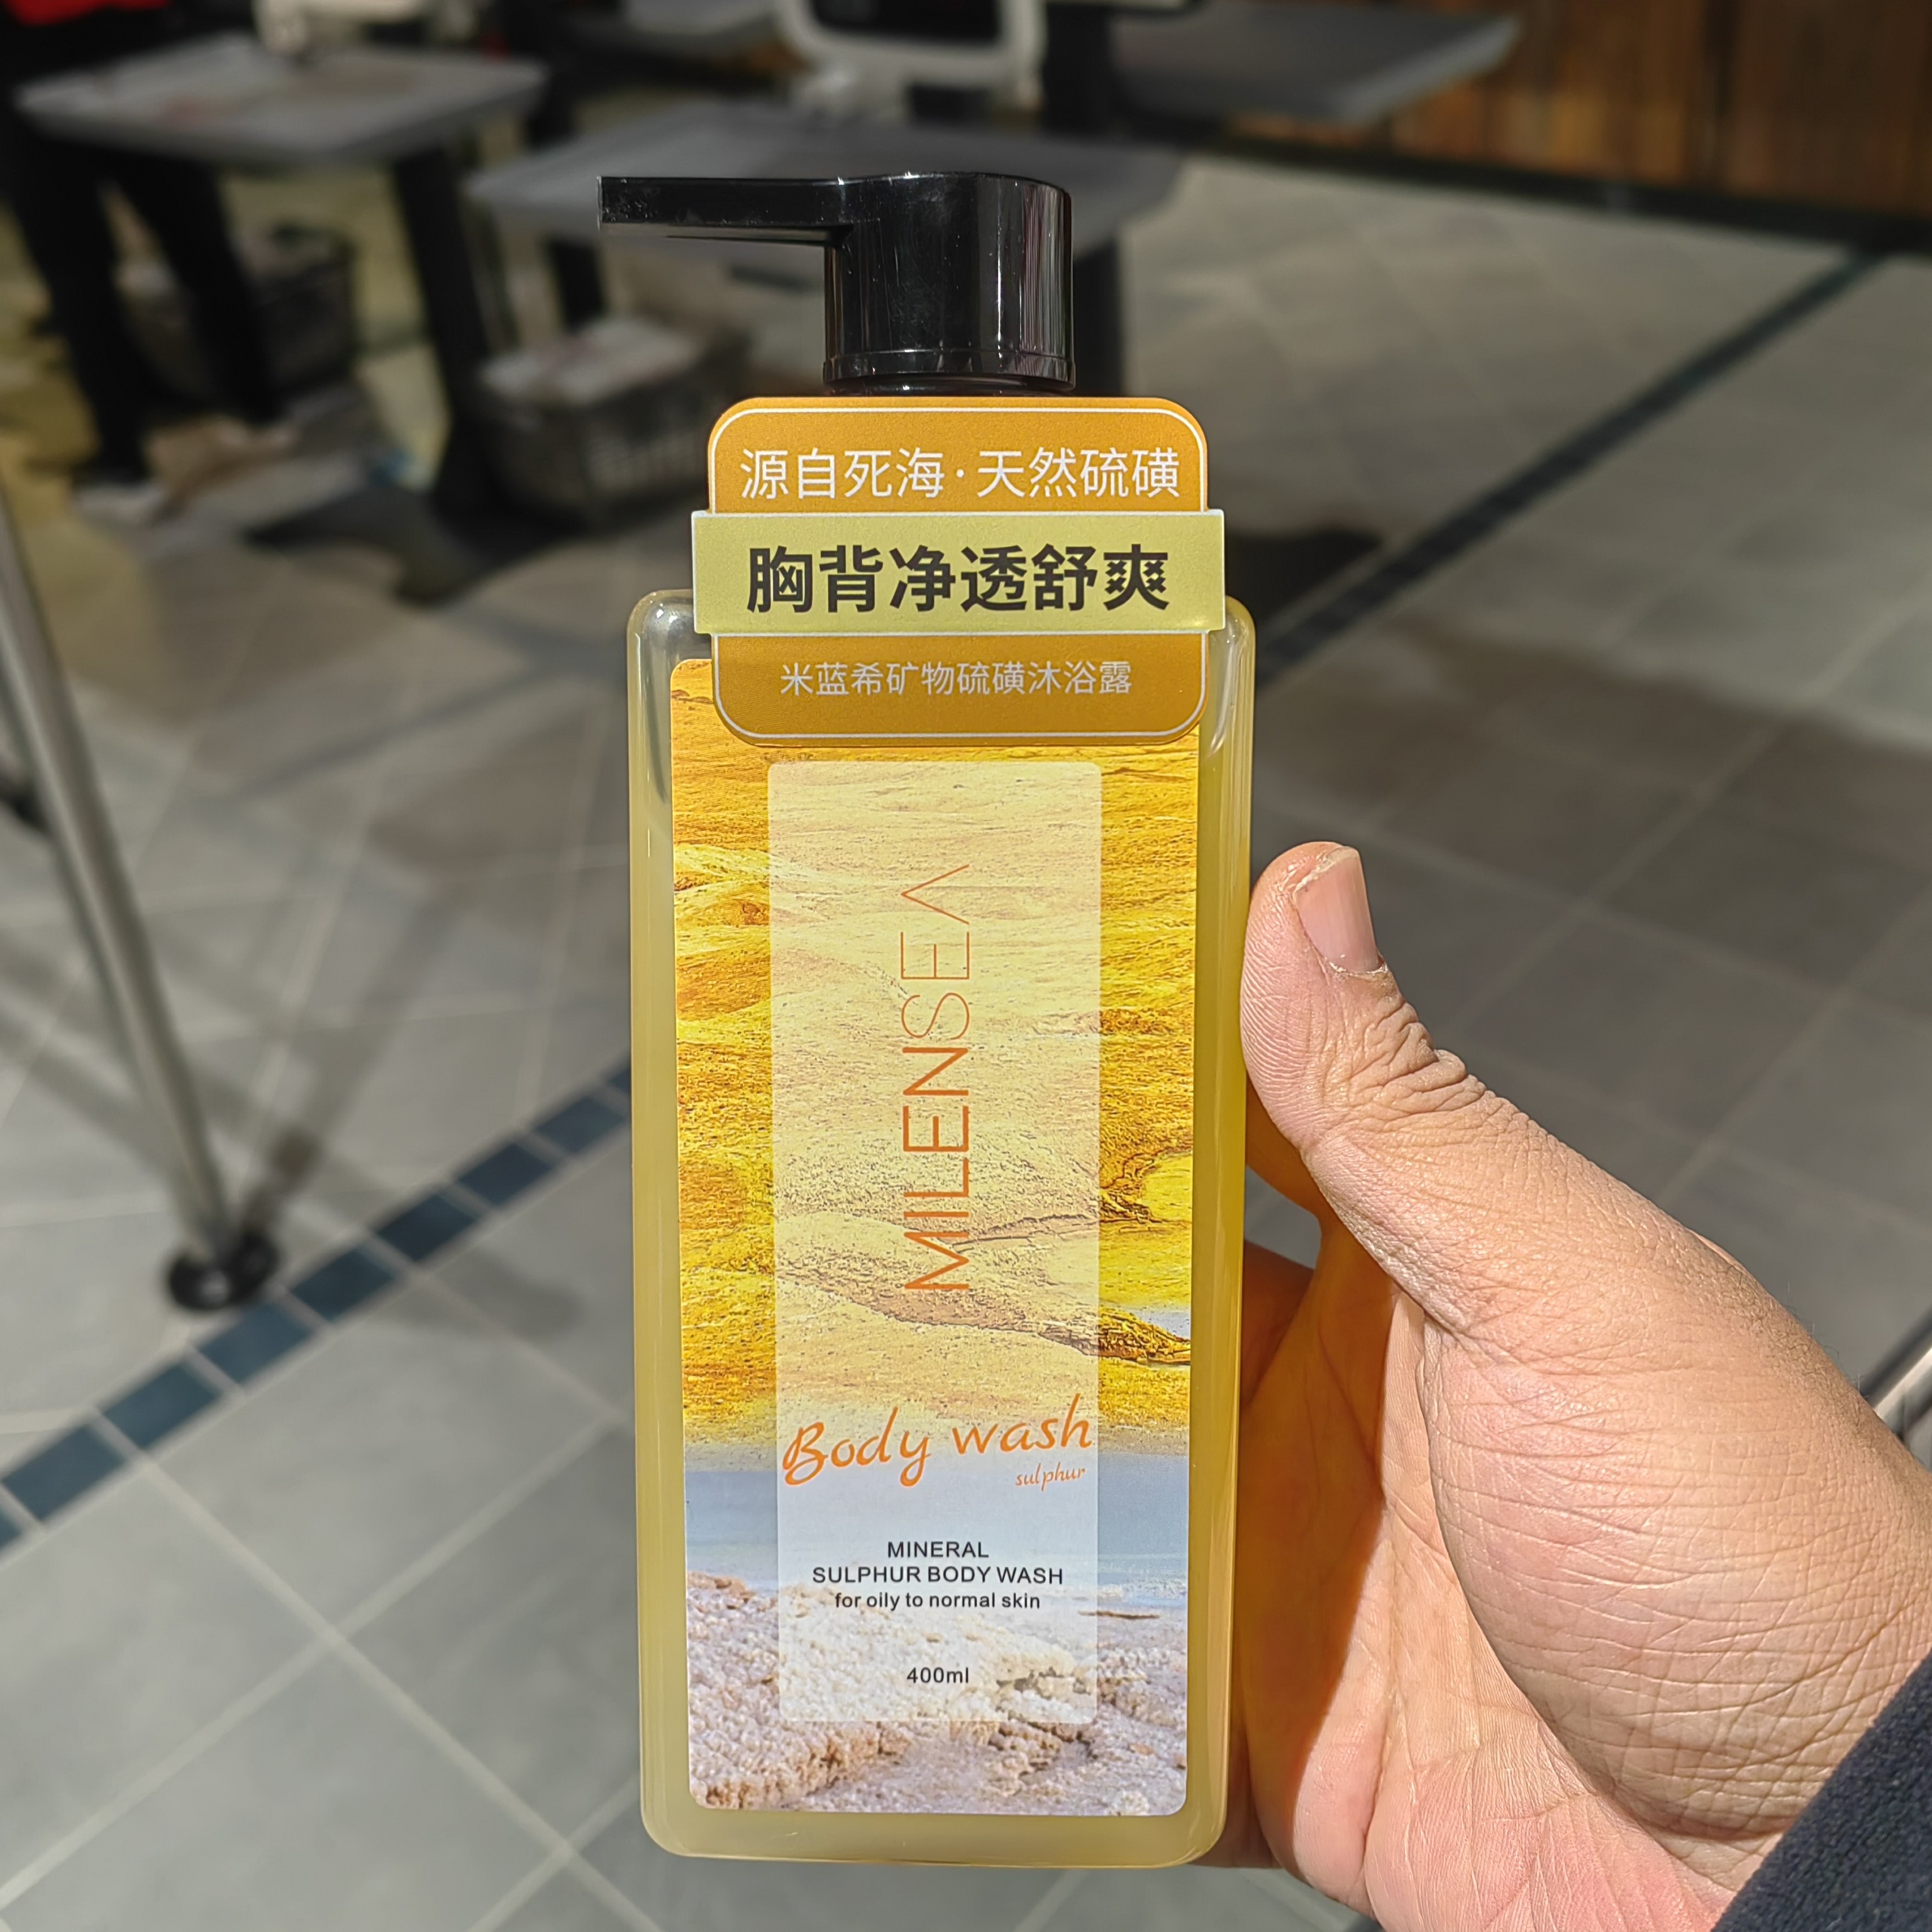 源自死海·天然硫磺
胸背净透舒爽
米蓝希矿物硫磺沐浴露
MILENSEA
Body wash
sulphur
MINERAL
SULPHUR BODY WASH
for oily to normal skin
400ml